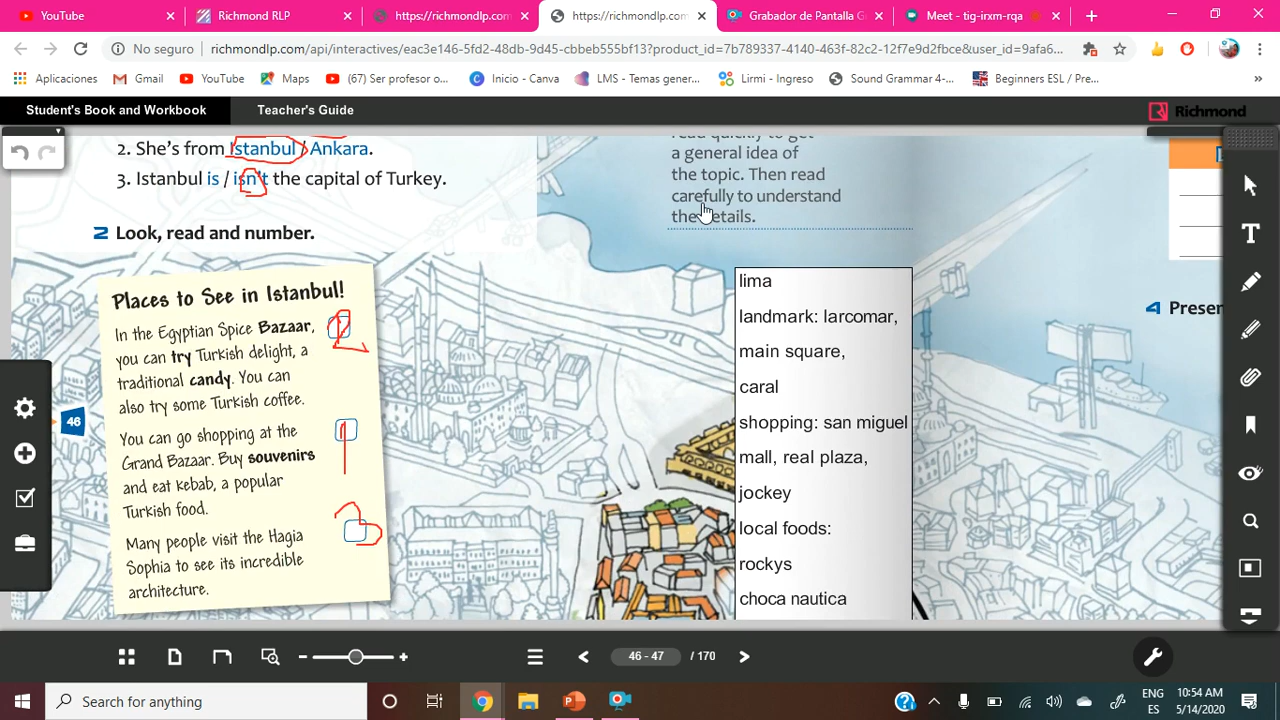 YouTube
Richmond RLP
https://richmondlp.com/interactives
https://richmondlp.com/interactives
Grabador de Pantalla G
Meet - tig-irxm-rqa
No seguro
richmondlp.com/api/interactives/eac3e146-5fd2-48db-9d45-cbbeb555bf13?product_id=7b789337-4140-463f-82c2-12f7e9d2fbce&user_id=9afa6...
Aplicaciones
Gmail
YouTube
Maps
(67) Ser profesor o...
Inicio - Canva
LMS - Temas gener...
Lirmi - Ingreso
Sound Grammar 4-...
Beginners ESL / Pre...
»
Student's Book and Workbook
Teacher's Guide
Richmond
2. She's from Istanbul / Ankara.
3. Istanbul is / isn't the capital of Turkey.
2 Look, read and number.
Places to See in Istanbul!
In the Egyptian Spice Bazaar,
you can try Turkish delight, a
traditional candy. You can
also try some Turkish coffee.
2
You can go shopping at the
Grand Bazaar. Buy souvenirs
and eat kebab, a popular
Turkish food.
1
Many people visit the Hagia
Sophia to see its incredible
architecture.
46
read quickly to get
a general idea of
the topic. Then read
carefully to understand
the details.
lima
landmark: larcomar,
main square,
caral
shopping: san miguel
mall, real plaza,
jockey
local foods:
rockys
choca nautica
4 Presen
T
46 - 47 / 170
Search for anything
ENG
ES
10:54 AM
5/14/2020